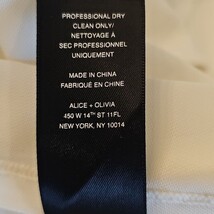 PROFESSIONAL DRY
CLEAN ONLY/
NETTOYAGE À
SEC PROFESSIONNEL
UNIQUEMENT
MADE IN CHINA
FABRIQUÉ EN CHINE
ALICE + OLIVIA
450 W 14TH ST 11FL
NEW YORK, NY 10014